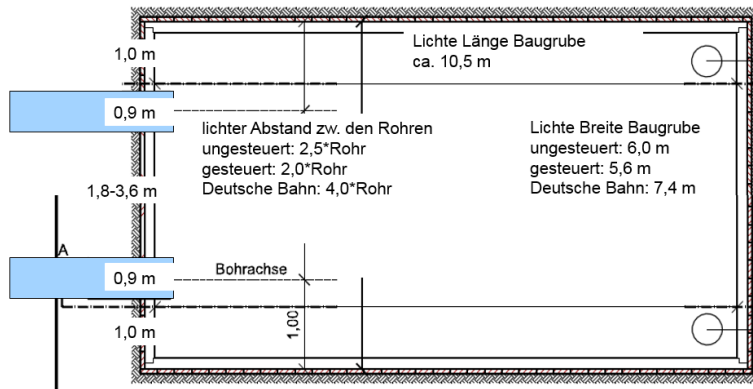 Lichte Länge Baugrube
ca. 10,5 m
1,0 m
0,9 m
lichter Abstand zw. den Rohren
ungesteuert: 2,5*Rohr
gesteuert: 2,0*Rohr
Deutsche Bahn: 4,0*Rohr
Lichte Breite Baugrube
ungesteuert: 6,0 m
gesteuert: 5,6 m
Deutsche Bahn: 7,4 m
1,8-3,6 m
A
0,9 m
Bohrachse
1,00
1,0 m